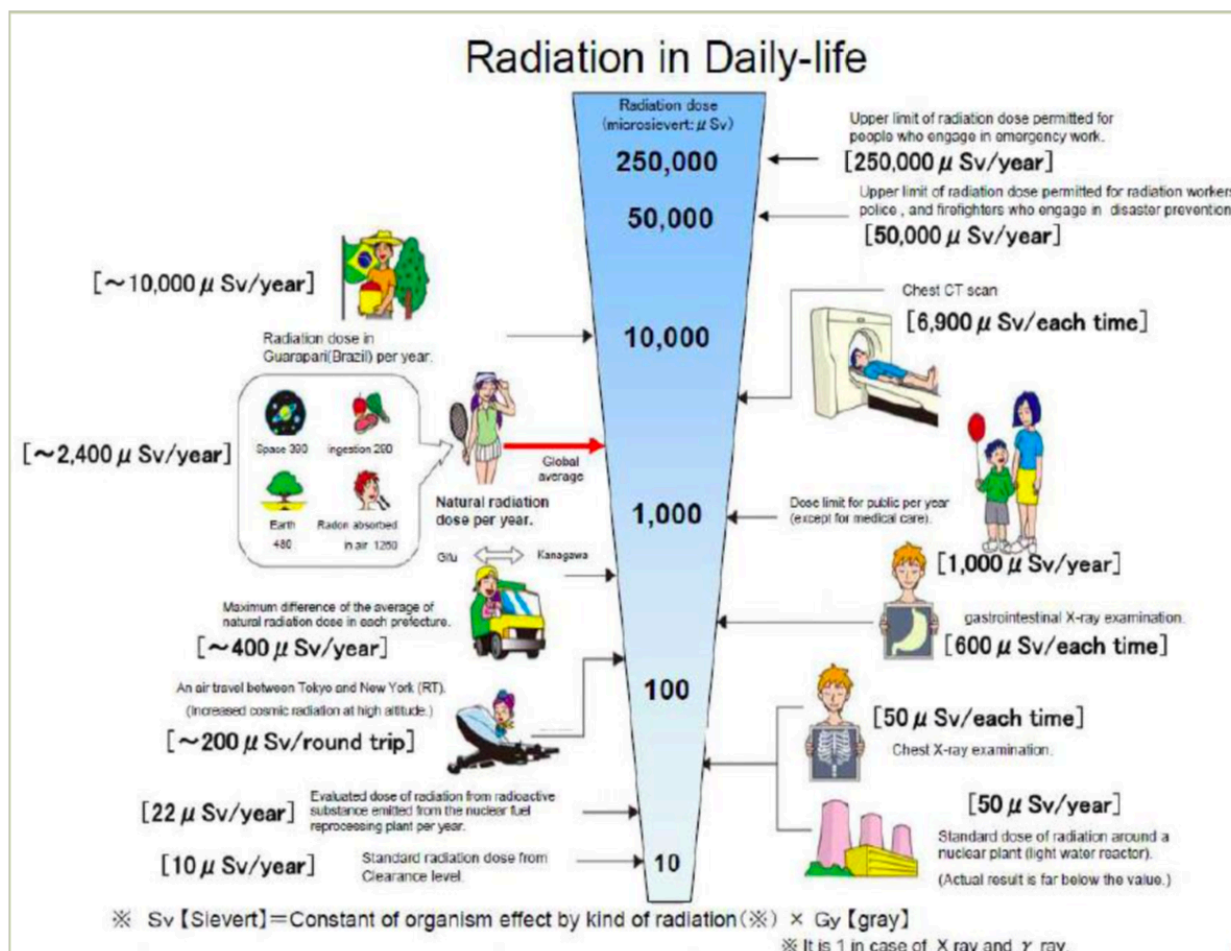 Radiation in Daily-life
Radiation dose
(microsievert: μ Sv)
250,000
50,000
10,000
1,000
100
10
Upper limit of radiation dose permitted for
people who engage in emergency work.
[250,000 μ Sv/year]
Upper limit of radiation dose permitted for radiation workers
police , and firefighters who engage in disaster prevention
[50,000 μ Sv/year]
[~10,000 μ Sv/year]
Radiation dose in
Guarapari(Brazil) per year.
Chest CT scan
[6,900 μ Sv/each time]
[~2,400 μ Sv/year]
Space 390
Ingestion 290
Earth
480
Radon absorbed
in air 1260
Global
average
Natural radiation
dose per year.
Dose limit for public per year
(except for medical care).
[1,000 μ Sv/year]
Gifu
Kanagawa
Maximum difference of the average of
natural radiation dose in each prefecture.
[~400 μ Sv/year]
gastrointestinal X-ray examination.
[600 μ Sv/each time]
An air travel between Tokyo and New York (RT).
(Increased cosmic radiation at high altitude.)
[~200 μ Sv/round trip]
[50 μ Sv/each time]
Chest X-ray examination.
[22 μ Sv/year]
Evaluated dose of radiation from radioactive
substance emitted from the nuclear fuel
reprocessing plant per year.
[50 μ Sv/year]
Standard dose of radiation around a
nuclear plant (light water reactor).
(Actual result is far below the value.)
[10 μ Sv/year]
Standard radiation dose from
Clearance level.
※ Sv【Sievert】=Constant of organism effect by kind of radiation(※) × Gy【gray】
※ It is 1 in case of X ray and γ ray.